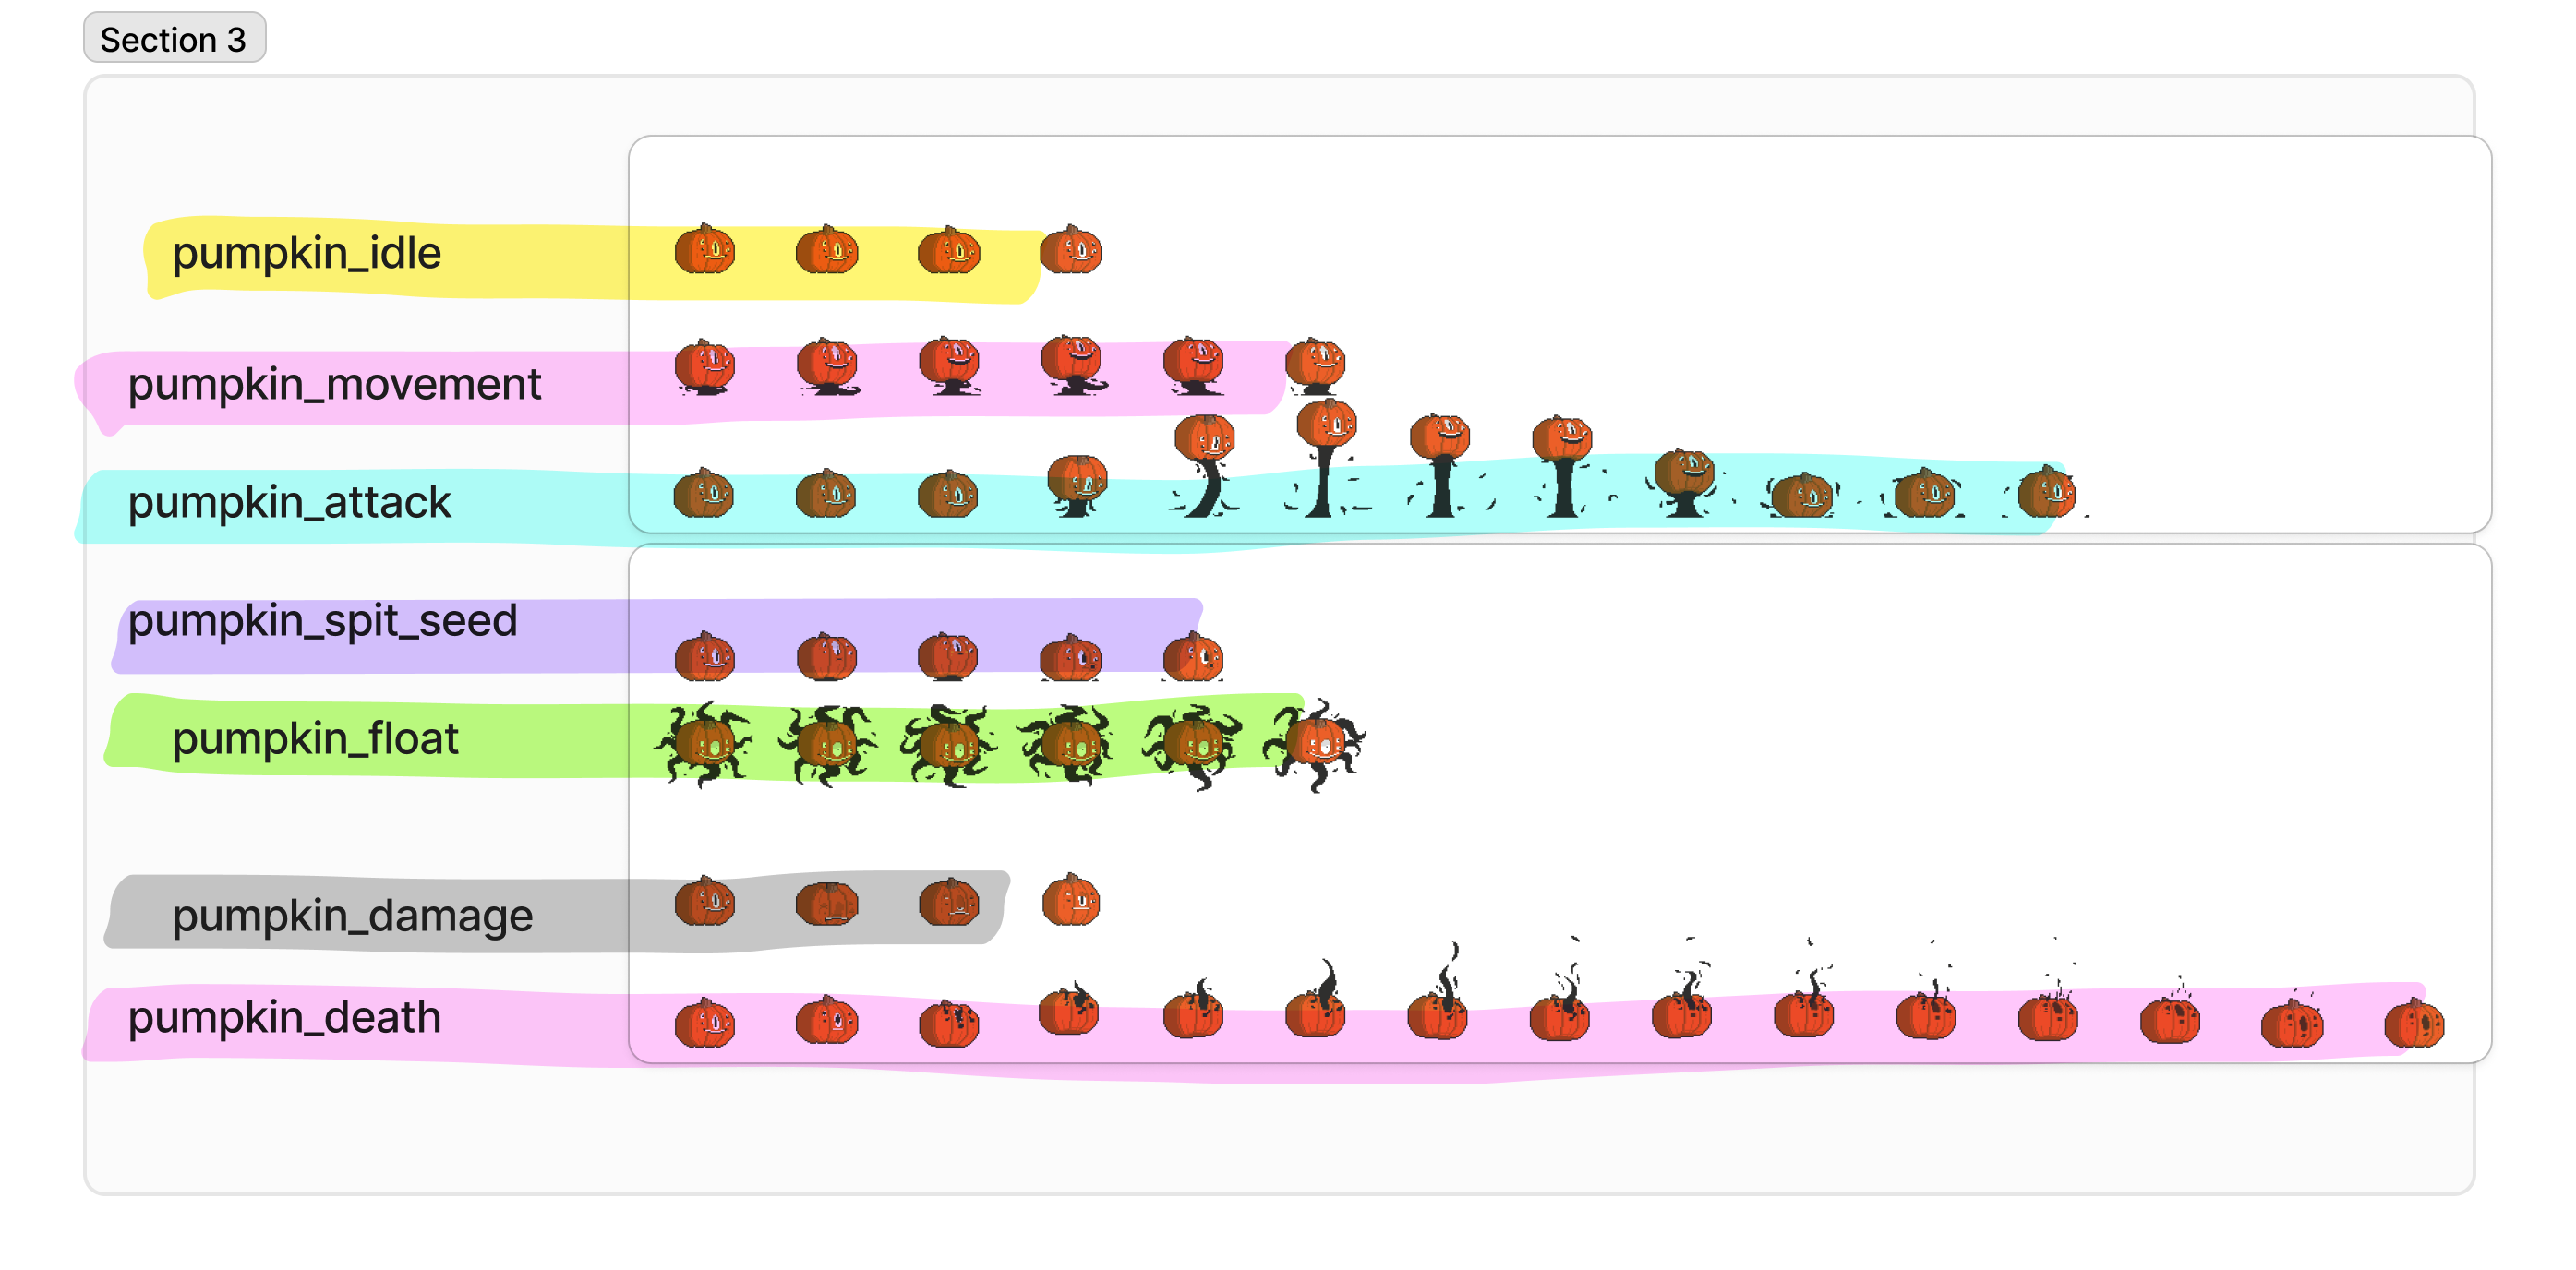 Section 3
pumpkin_idle
pumpkin_movement
pumpkin_attack
pumpkin_spit_seed
pumpkin_float
pumpkin_damage
pumpkin_death